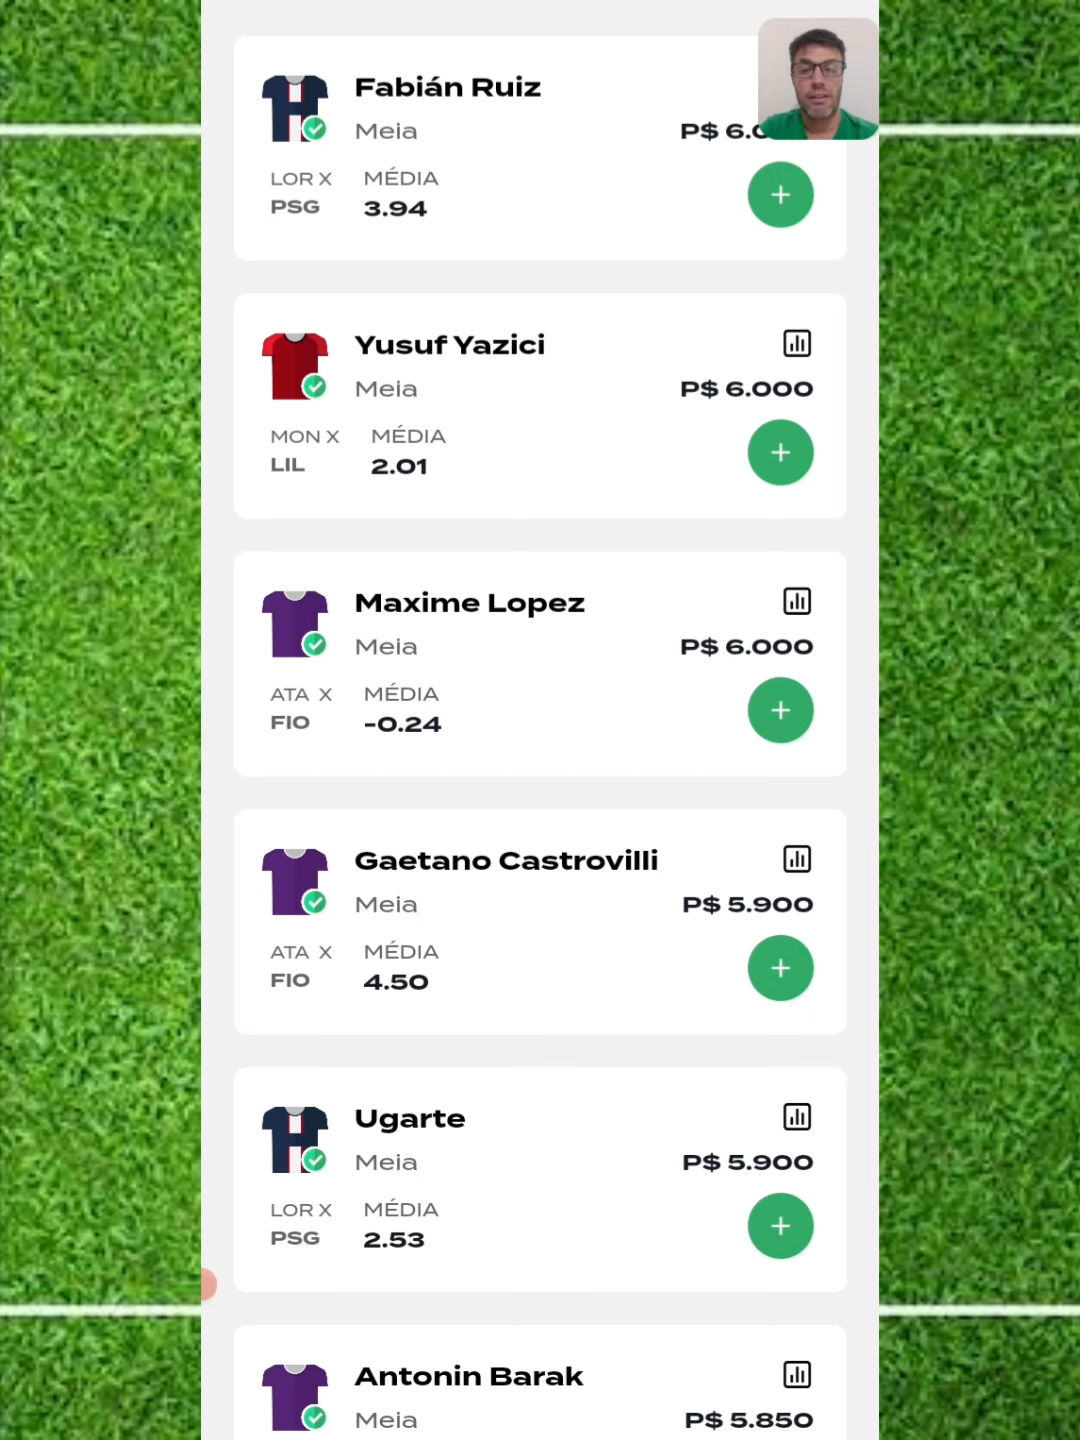 Fabián Ruiz
Meia
P$ 6.0
LOR X MÉDIA
PSG 3.94
Yusuf Yazici
Meia P$ 6.000
MON X MÉDIA
LIL 2.01
Maxime Lopez
Meia P$ 6.000
ATA X MÉDIA
FIO -0.24
Gaetano Castrovilli
Meia P$ 5.900
ATA X MÉDIA
FIO 4.50
Ugarte
Meia P$ 5.900
LOR X MÉDIA
PSG 2.53
Antonin Barak
Meia P$ 5.850